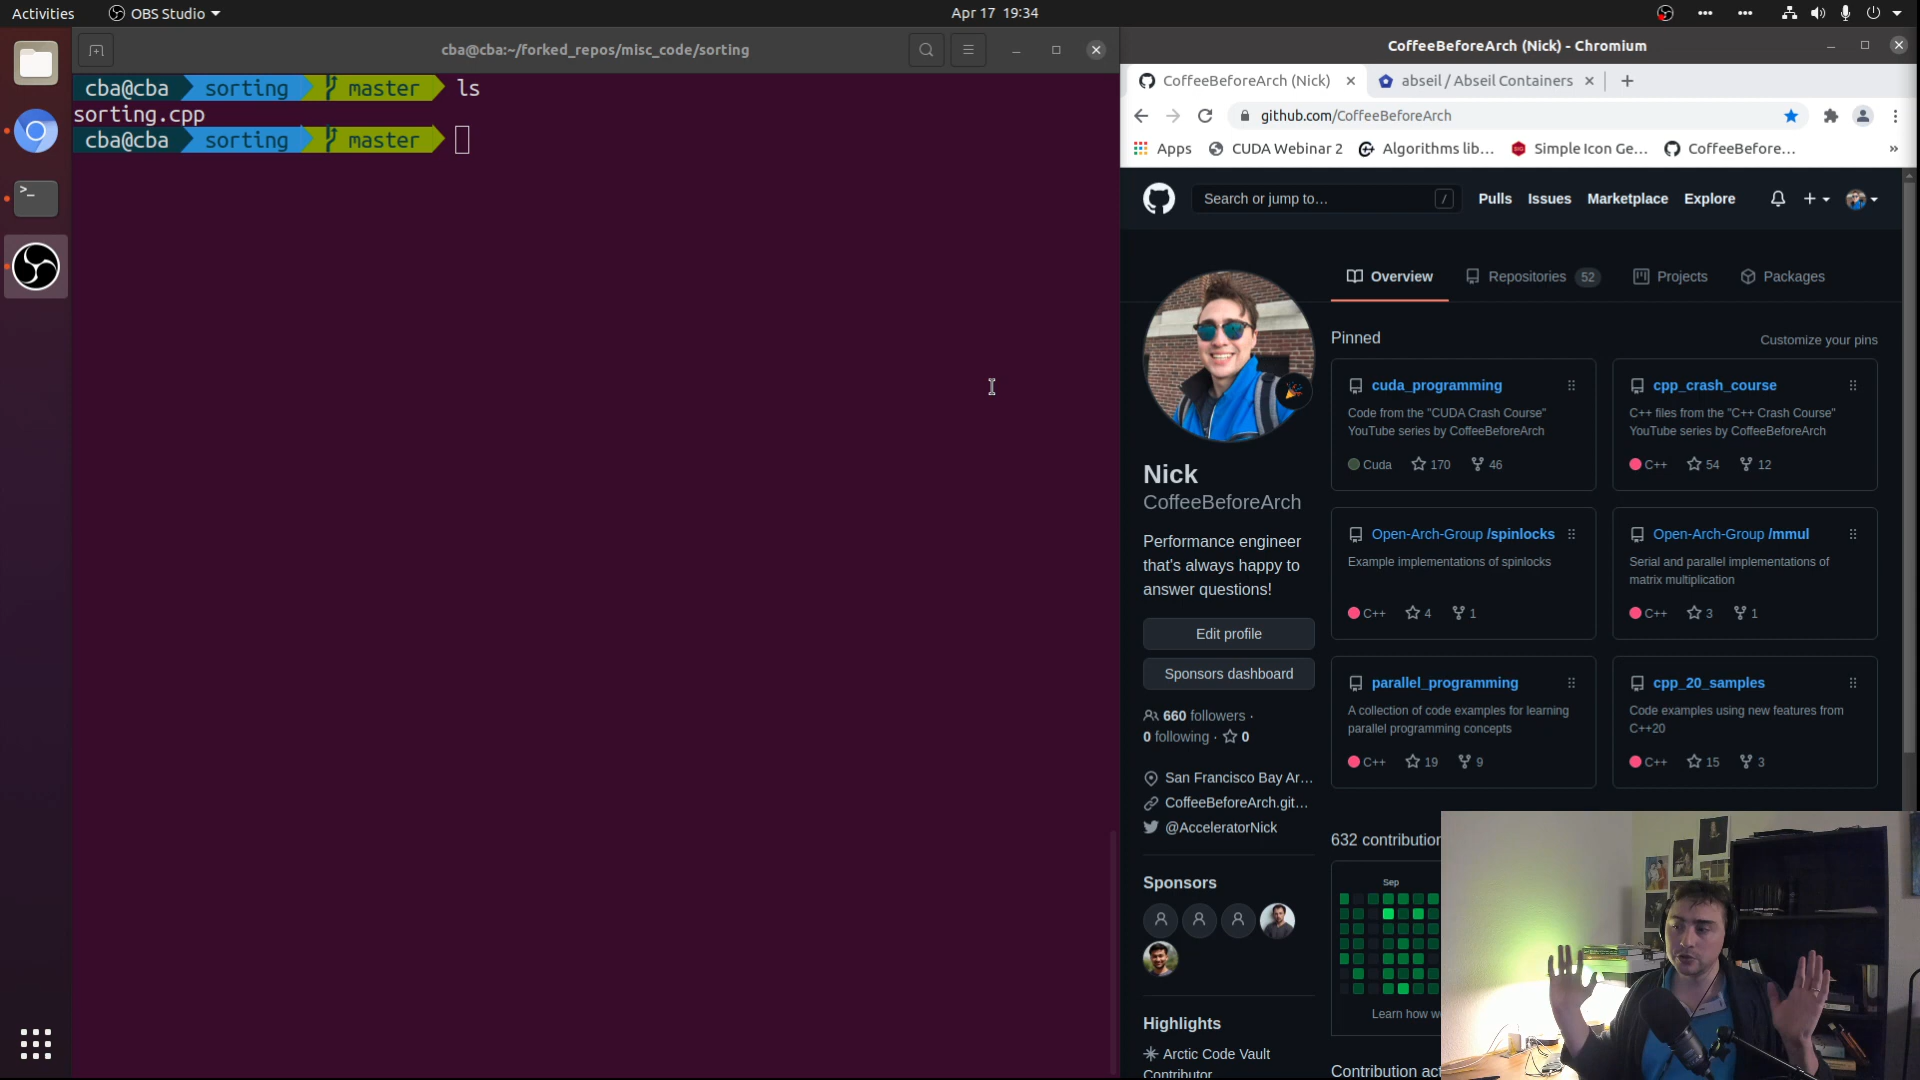 Activities
OBS Studio
Apr 17 19:34
cba@cba:~/forked_repos/misc_code/sorting
cba@cba sorting master ls
sorting.cpp
cba@cba sorting master
CoffeeBeforeArch (Nick) - Chromium
CoffeeBeforeArch (Nick)
abseil / Abseil Containers
github.com/CoffeeBeforeArch
Apps
CUDA Webinar 2
Algorithms lib...
Simple Icon Ge...
CoffeeBefore...
»
Search or jump to...
/
Pulls
Issues
Marketplace
Explore
Overview
Repositories 52
Projects
Packages
Nick
CoffeeBeforeArch
Performance engineer
that's always happy to
answer questions!
Edit profile
Sponsors dashboard
660 followers ·
0 following · 0
San Francisco Bay Ar...
CoffeeBeforeArch.git...
@AcceleratorNick
Sponsors
Highlights
Arctic Code Vault
Contributor
Pinned
Customize your pins
cuda_programming
Code from the "CUDA Crash Course"
YouTube series by CoffeeBeforeArch
Cuda 170 46
cpp_crash_course
C++ files from the "C++ Crash Course"
YouTube series by CoffeeBeforeArch
C++ 54 12
Open-Arch-Group /spinlocks
Example implementations of spinlocks
C++ 4 1
Open-Arch-Group /mmul
Serial and parallel implementations of
matrix multiplication
C++ 3 1
parallel_programming
A collection of code examples for learning
parallel programming concepts
C++ 19 9
cpp_20_samples
Code examples using new features from
C++20
C++ 15 3
632 contribution
Sep
Learn how w
Contribution act